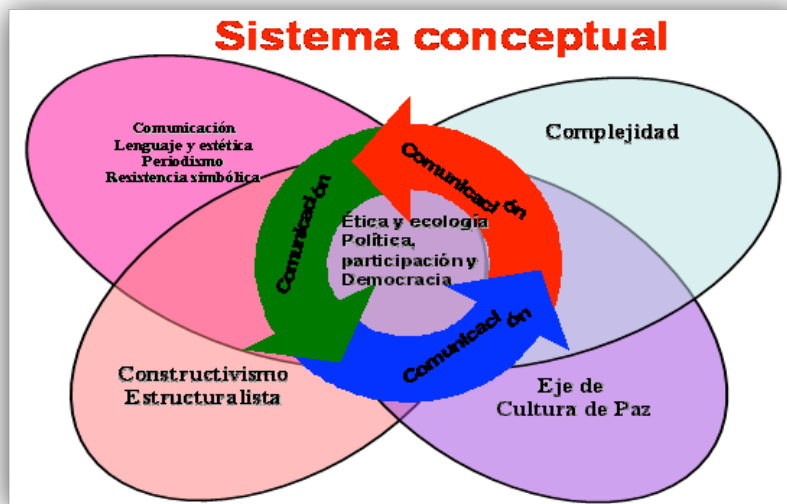 Sistema conceptual
Comunicación
Lenguaje y estética
Periodismo
Resistencia simbólica
Complejidad
Comunicación
Comunicación
Ética y ecología
Política,
participación y
Democracia
Comunicación
Constructivismo
Estructuralista
Eje de
Cultura de Paz